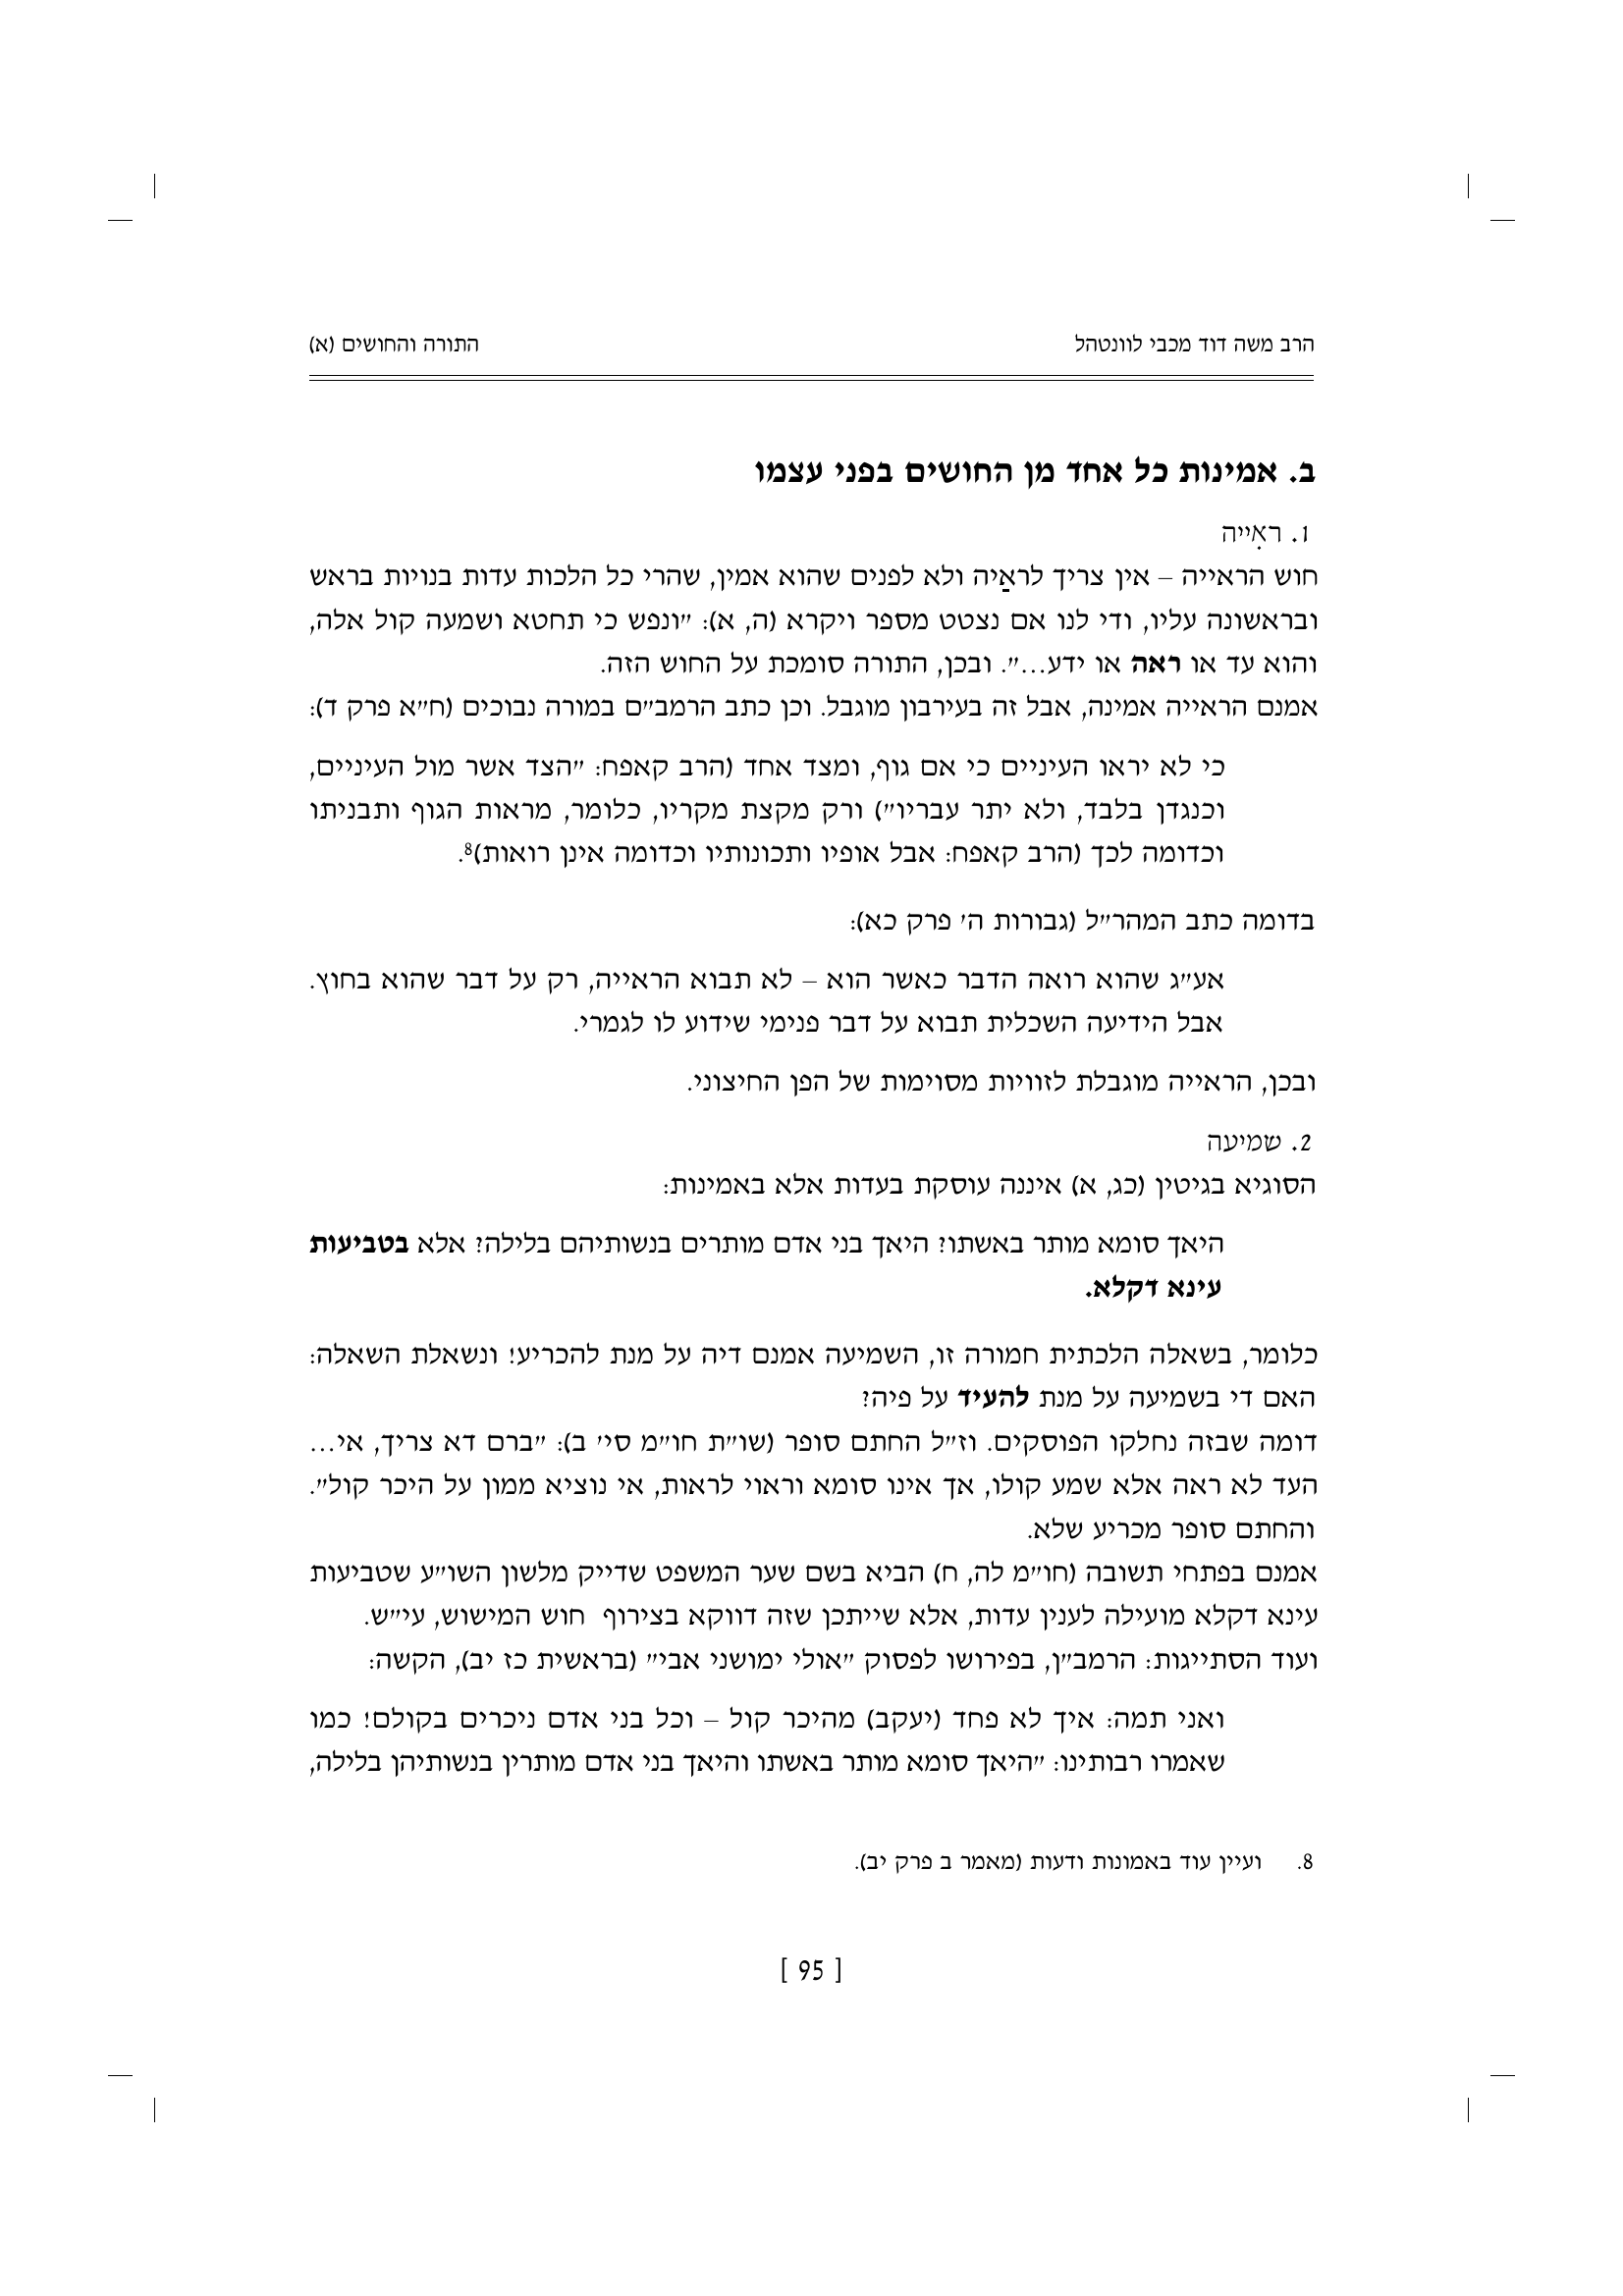 הרב משה דוד מכבי לוונטהל
התורה והחושים (א)
ב. אמינות כל אחד מן החושים בפני עצמו
1. ראִייה
חוש הראייה – אין צריך לראַיה ולא לפנים שהוא אמין, שהרי כל הלכות עדות בנויות בראש
ובראשונה עליו, ודי לנו אם נצטט מספר ויקרא (ה, א): "ונפש כי תחטא ושמעה קול אלה,
והוא עד או ראה או ידע...". ובכן, התורה סומכת על החוש הזה.
אמנם הראייה אמינה, אבל זה בעירבון מוגבל. וכן כתב הרמב"ם במורה נבוכים (ח"א פרק ד):
כי לא יראו העיניים כי אם גוף, ומצד אחד (הרב קאפח: "הצד אשר מול העיניים,
וכנגדן בלבד, ולא יתר עבריו") ורק מקצת מקריו, כלומר, מראות הגוף ותבניתו
וכדומה לכך (הרב קאפח: אבל אופיו ותכונותיו וכדומה אינן רואות)8.
בדומה כתב המהר"ל (גבורות ה' פרק כא):
אע"ג שהוא רואה הדבר כאשר הוא – לא תבוא הראייה, רק על דבר שהוא בחוץ.
אבל הידיעה השכלית תבוא על דבר פנימי שידוע לו לגמרי.
ובכן, הראייה מוגבלת לזוויות מסוימות של הפן החיצוני.
2. שמיעה
הסוגיא בגיטין (כג, א) איננה עוסקת בעדות אלא באמינות:
היאך סומא מותר באשתו? היאך בני אדם מותרים בנשותיהם בלילה? אלא בטביעות
עינא דקלא.
כלומר, בשאלה הלכתית חמורה זו, השמיעה אמנם דיה על מנת להכריע! ונשאלת השאלה:
האם די בשמיעה על מנת להעיד על פיה?
דומה שבזה נחלקו הפוסקים. וז"ל החתם סופר (שו"ת חו"מ סי' ב): "ברם דא צריך, אי...
העד לא ראה אלא שמע קולו, אך אינו סומא וראוי לראות, אי נוציא ממון על היכר קול".
והחתם סופר מכריע שלא.
אמנם בפתחי תשובה (חו"מ לה, ח) הביא בשם שער המשפט שדייק מלשון השו"ע שטביעות
עינא דקלא מועילה לענין עדות, אלא שייתכן שזה דווקא בצירוף חוש המישוש, עי"ש.
ועוד הסתייגות: הרמב"ן, בפירושו לפסוק "אולי ימושני אבי" (בראשית כז יב), הקשה:
ואני תמה: איך לא פחד (יעקב) מהיכר קול – וכל בני אדם ניכרים בקולם! כמו
שאמרו רבותינו: "היאך סומא מותר באשתו והיאך בני אדם מותרין בנשותיהן בלילה,
8. ועיין עוד באמונות ודעות (מאמר ב פרק יב).
[ 95 ]